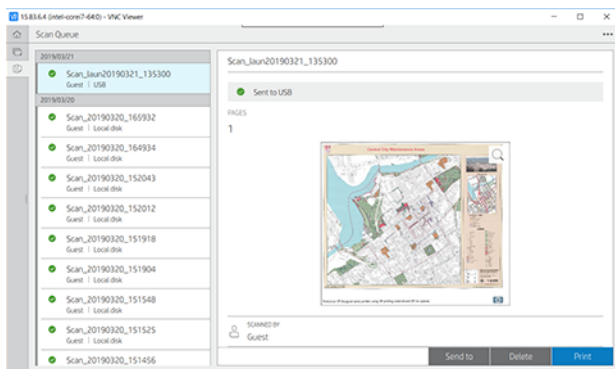 15.83.6.4 (intel-corei7-64:0) - VNC Viewer
Scan Queue
2019/03/21
Scan_laun20190321_135300
Guest | USB
2019/03/20
Scan_20190320_165932
Guest | Local disk
Scan_20190320_164934
Guest | Local disk
Scan_20190320_152043
Guest | Local disk
Scan_20190320_152012
Guest | Local disk
Scan_20190320_151918
Guest | Local disk
Scan_20190320_151904
Guest | Local disk
Scan_20190320_151548
Guest | Local disk
Scan_20190320_151525
Guest | Local disk
Scan_20190320_151456
Scan_laun20190321_135300
Sent to USB
PAGES
1
Central City Maintenance Areas
SCANNED BY
Guest
Send to
Delete
Print